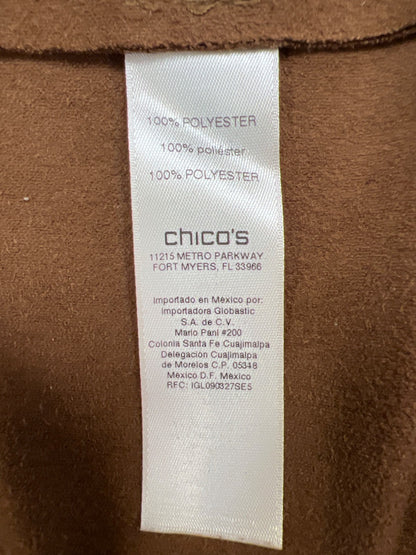 100% POLYESTER
100% poliéster
100% POLYESTER
chico's
11215 METRO PARKWAY
FORT MYERS, FL 33966
Importado en México por:
Importadora Globastic
S.A. de C.V.
Mario Pani #200
Colonia Santa Fe Cuajimalpa
Delegación Cuajimalpa
de Morelos C.P. 05348
México D.F. México
RFC: IGL090327SE5